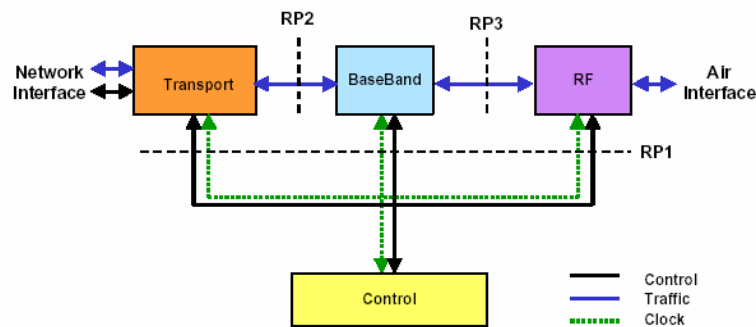 RP2
RP3
Network
Interface
Transport
BaseBand
RF
Air
Interface
RP1
Control
Control
Traffic
Clock